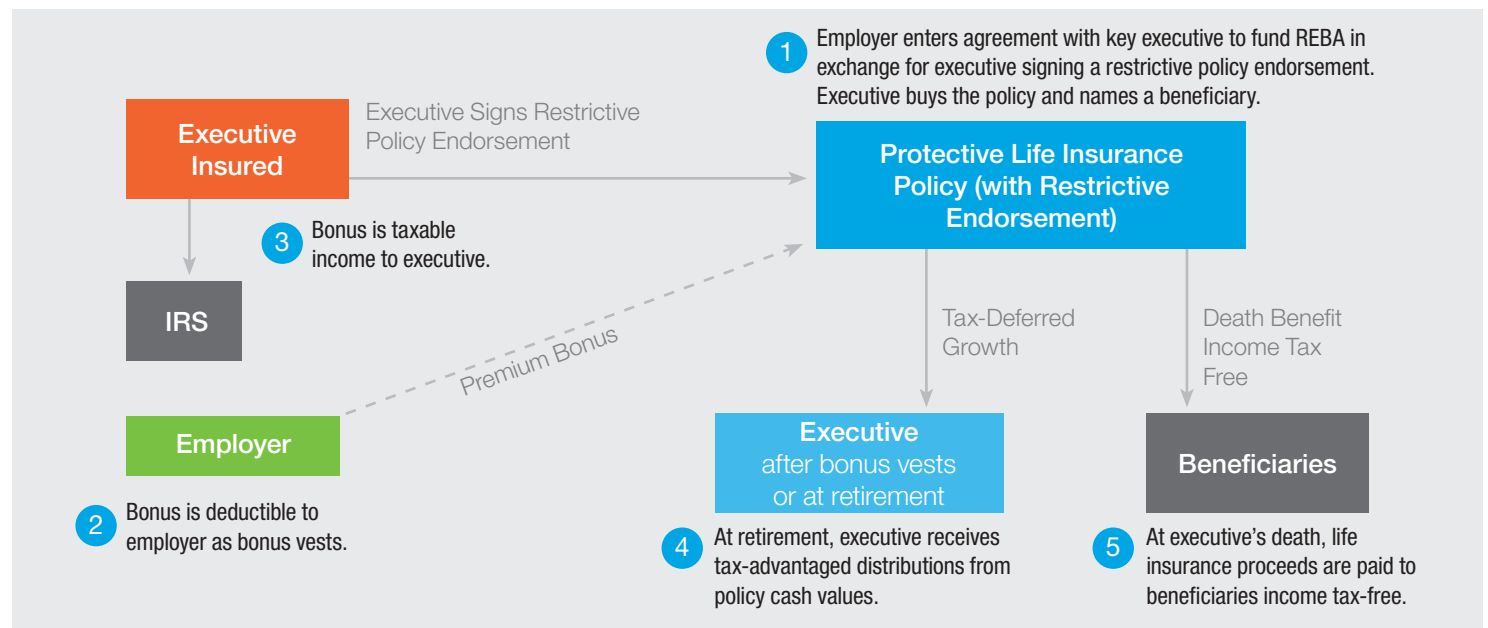 1
Employer enters agreement with key executive to fund REBA in
exchange for executive signing a restrictive policy endorsement.
Executive buys the policy and names a beneficiary.
Executive
Insured
Executive Signs Restrictive
Policy Endorsement
Protective Life Insurance
Policy (with Restrictive
Endorsement)
3
Bonus is taxable
income to executive.
IRS
Premium Bonus
Tax-Deferred
Growth
Death Benefit
Income Tax
Free
Employer
2
Bonus is deductible to
employer as bonus vests.
Executive
after bonus vests
or at retirement
4
At retirement, executive receives
tax-advantaged distributions from
policy cash values.
Beneficiaries
5
At executive’s death, life
insurance proceeds are paid to
beneficiaries income tax-free.